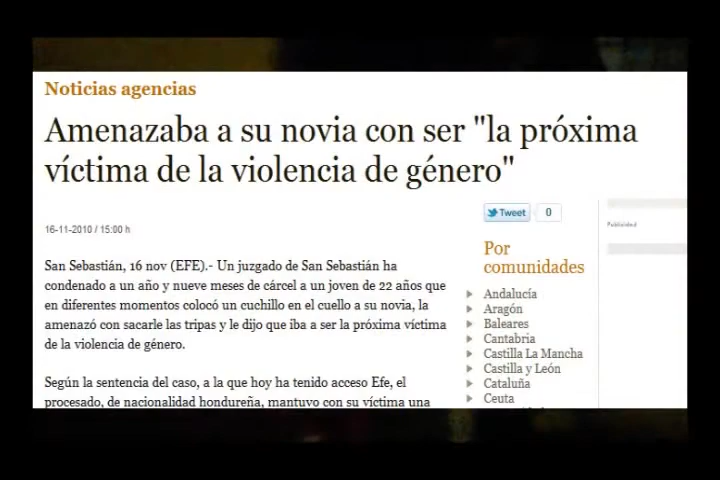 Noticias agencias
Amenazaba a su novia con ser "la próxima
víctima de la violencia de género"
Tweet 0
16-11-2010 / 15:00 h
San Sebastián, 16 nov (EFE).- Un juzgado de San Sebastián ha
condenado a un año y nueve meses de cárcel a un joven de 22 años que
en diferentes momentos colocó un cuchillo en el cuello a su novia, la
amenazó con sacarle las tripas y le dijo que iba a ser la próxima víctima
de la violencia de género.
Según la sentencia del caso, a la que hoy ha tenido acceso Efe, el
procesado, de nacionalidad hondureña, mantuvo con su víctima una
Por
comunidades
Andalucía
Aragón
Baleares
Cantabria
Castilla La Mancha
Castilla y León
Cataluña
Ceuta
Publicidad